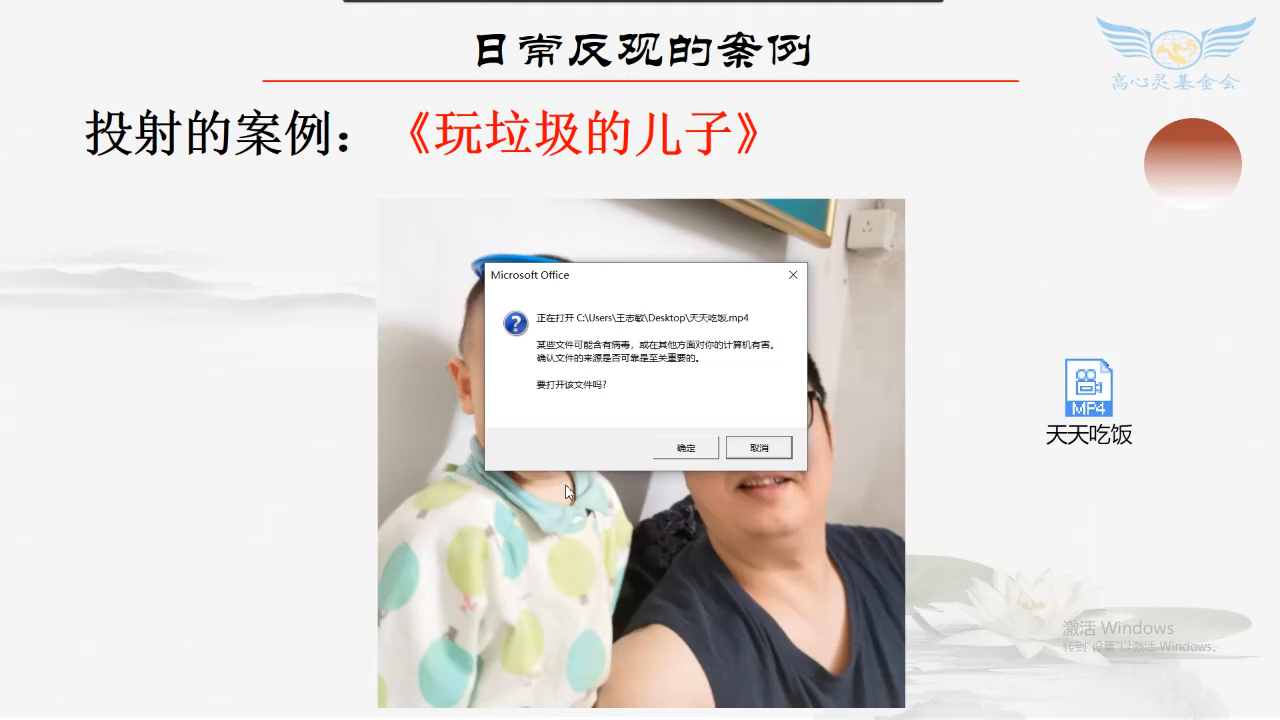 日常反观的案例
高心灵基金会
投射的案例：《玩垃圾的儿子》
Microsoft Office
正在打开 C:\Users\王志敏\Desktop\天天吃饭.mp4
某些文件可能含有病毒，或在其他方面对你的计算机有害。
确认文件的来源是否可靠是至关重要的。
要打开该文件吗?
确定
取消
MP4
天天吃饭
激活 Windows
转到"设置"以激活 Windows。